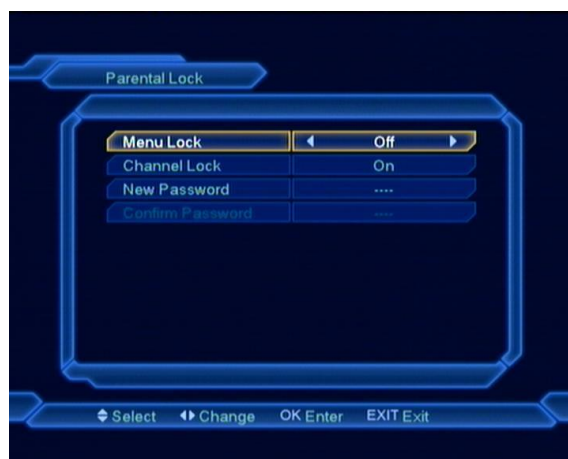 Parental Lock
Menu Lock Off
Channel Lock On
New Password ----
Confirm Password ----
Select Change OK Enter EXIT Exit